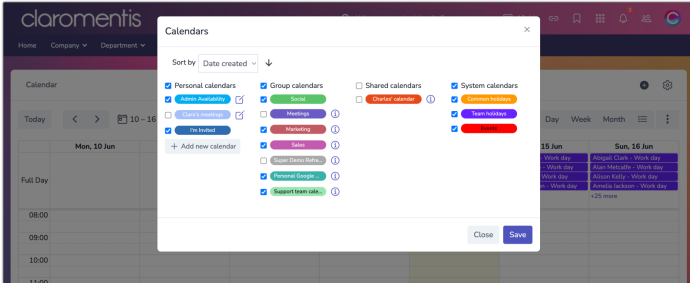 claromentis
Home Company Department
Calendars
Sort by Date created
Personal calendars Group calendars Shared calendars System calendars
Admin Availability Social Charles' calendar Common holidays
Clare's meetings Meetings Team holidays
I'm Invited Marketing Events
+ Add new calendar Sales
Super Demo Refre...
Personal Google ...
Support team cale...
Close Save
Calendar
Today 10 – 16 Day Week Month
Mon, 10 Jun 15 Jun Sun, 16 Jun
Full Day
- Work day Abigail Clark - Work day
- Work day Alan Metcalfe - Work day
Work day Alison Kelly - Work day
n - Work day Amelia Jackson - Work day
+25 more
08:00
09:00
10:00
11:00